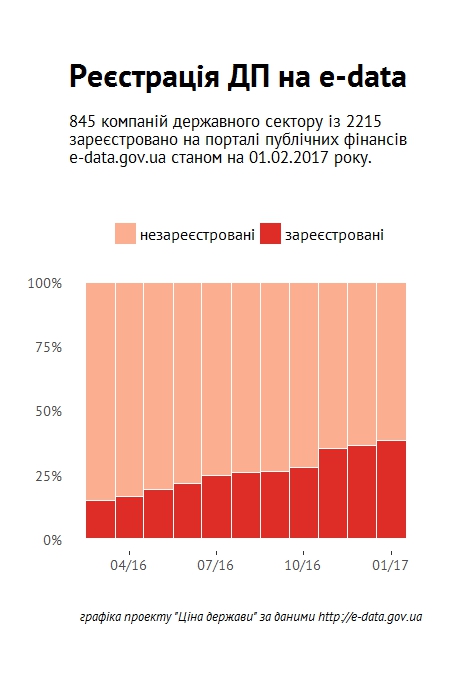 Реєстрація ДП на e-data
845 компаній державного сектору із 2215
зареєстровано на порталі публічних фінансів
e-data.gov.ua станом на 01.02.2017 року.
незареєстровані зареєстровані
100%
75%
50%
25%
0%
04/16 07/16 10/16 01/17
графіка проекту "Ціна держави" за даними http://e-data.gov.ua